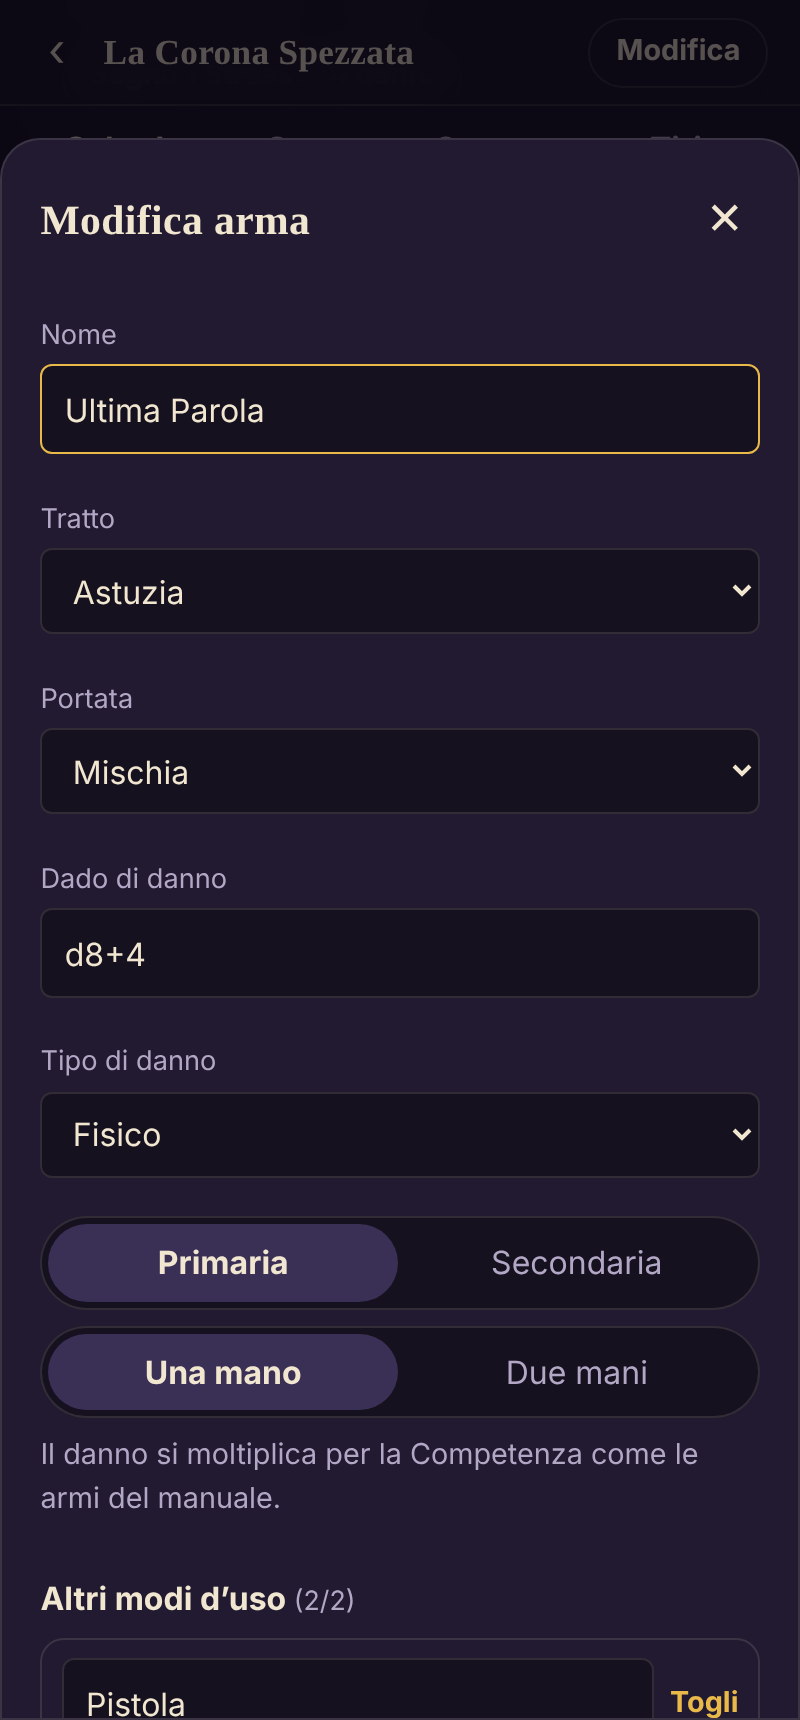 La Corona Spezzata
Modifica
Modifica arma
Nome
Ultima Parola
Tratto
Astuzia
Portata
Mischia
Dado di danno
d8+4
Tipo di danno
Fisico
Primaria
Secondaria
Una mano
Due mani
Il danno si moltiplica per la Competenza come le
armi del manuale.
Altri modi d’uso (2/2)
Pistola
Togli